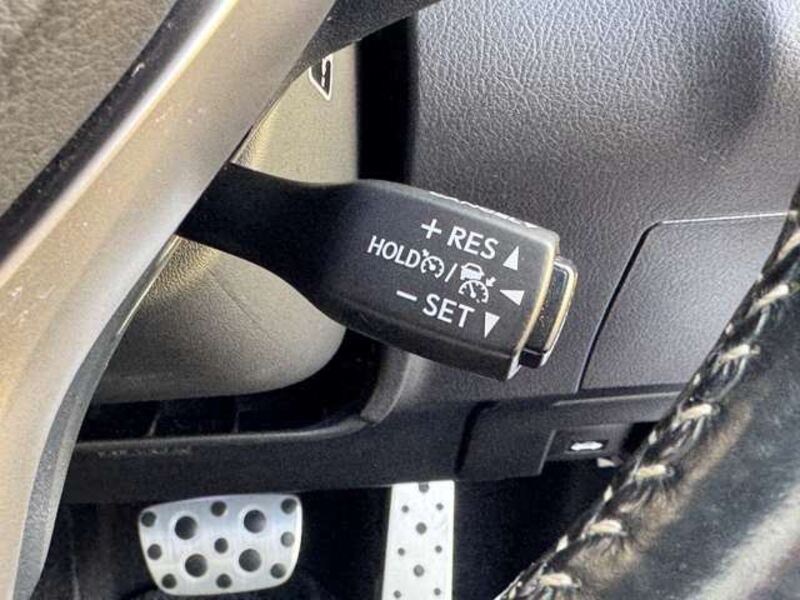 + RES ▲
HOLD /
− SET ▼